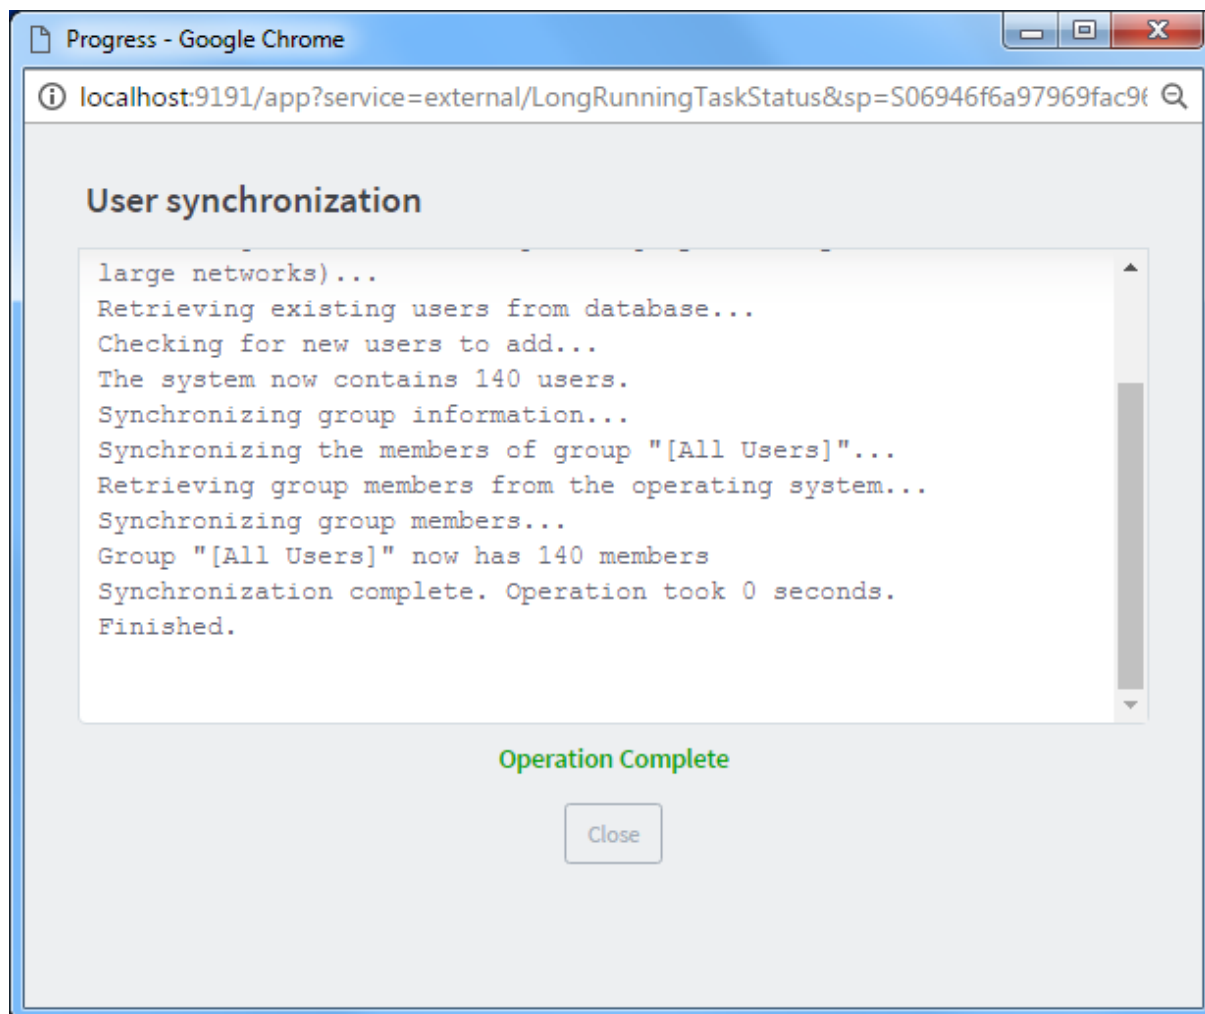 Progress - Google Chrome
localhost:9191/app?service=external/LongRunningTaskStatus&sp=S06946f6a97969fac96
User synchronization
large networks)...
Retrieving existing users from database...
Checking for new users to add...
The system now contains 140 users.
Synchronizing group information...
Synchronizing the members of group "[All Users]"...
Retrieving group members from the operating system...
Synchronizing group members...
Group "[All Users]" now has 140 members
Synchronization complete. Operation took 0 seconds.
Finished.
Operation Complete
Close